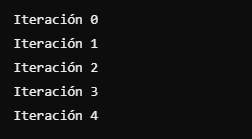 Iteración 0
Iteración 1
Iteración 2
Iteración 3
Iteración 4